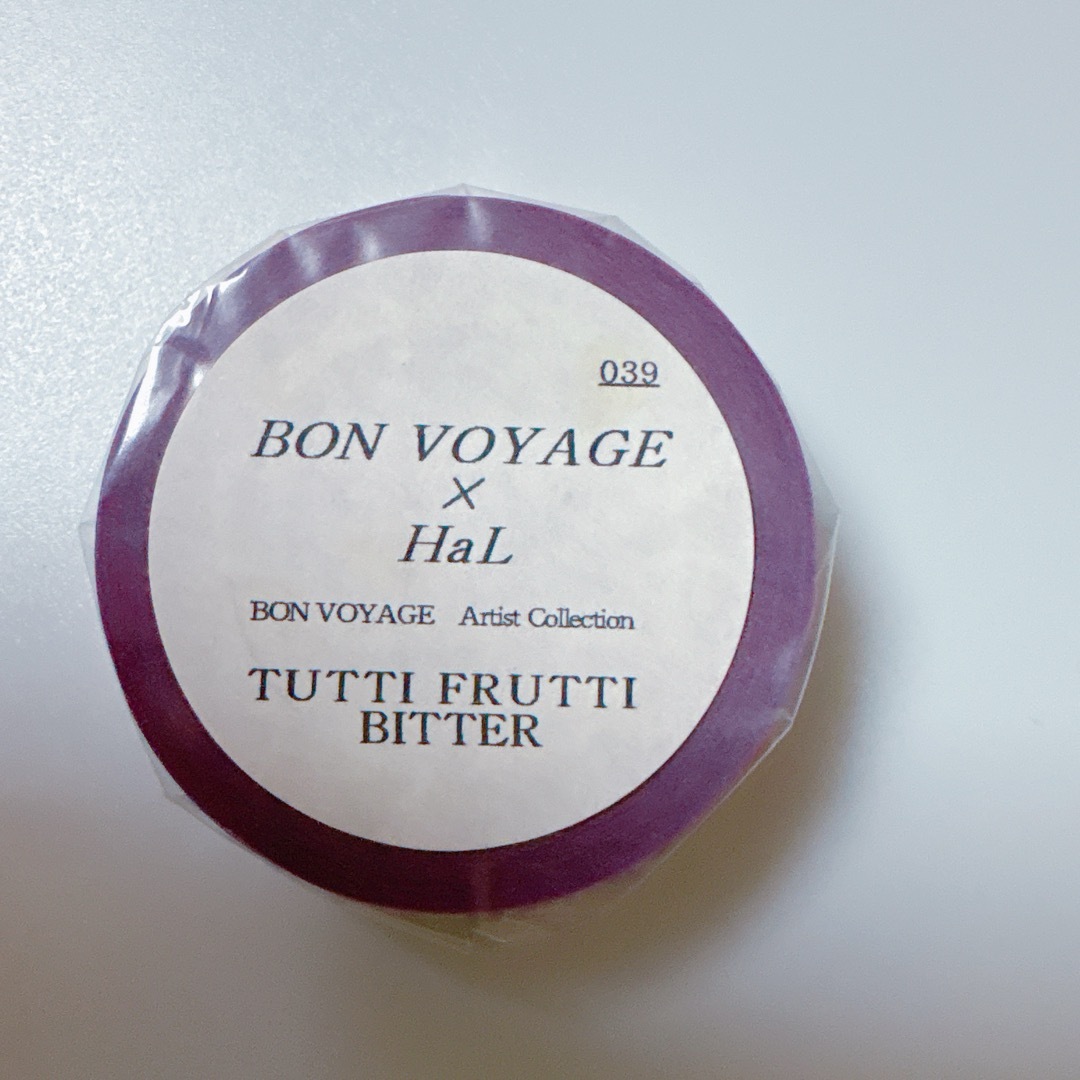 039
BON VOYAGE
×
HaL
BON VOYAGE Artist Collection
TUTTI FRUTTI
BITTER